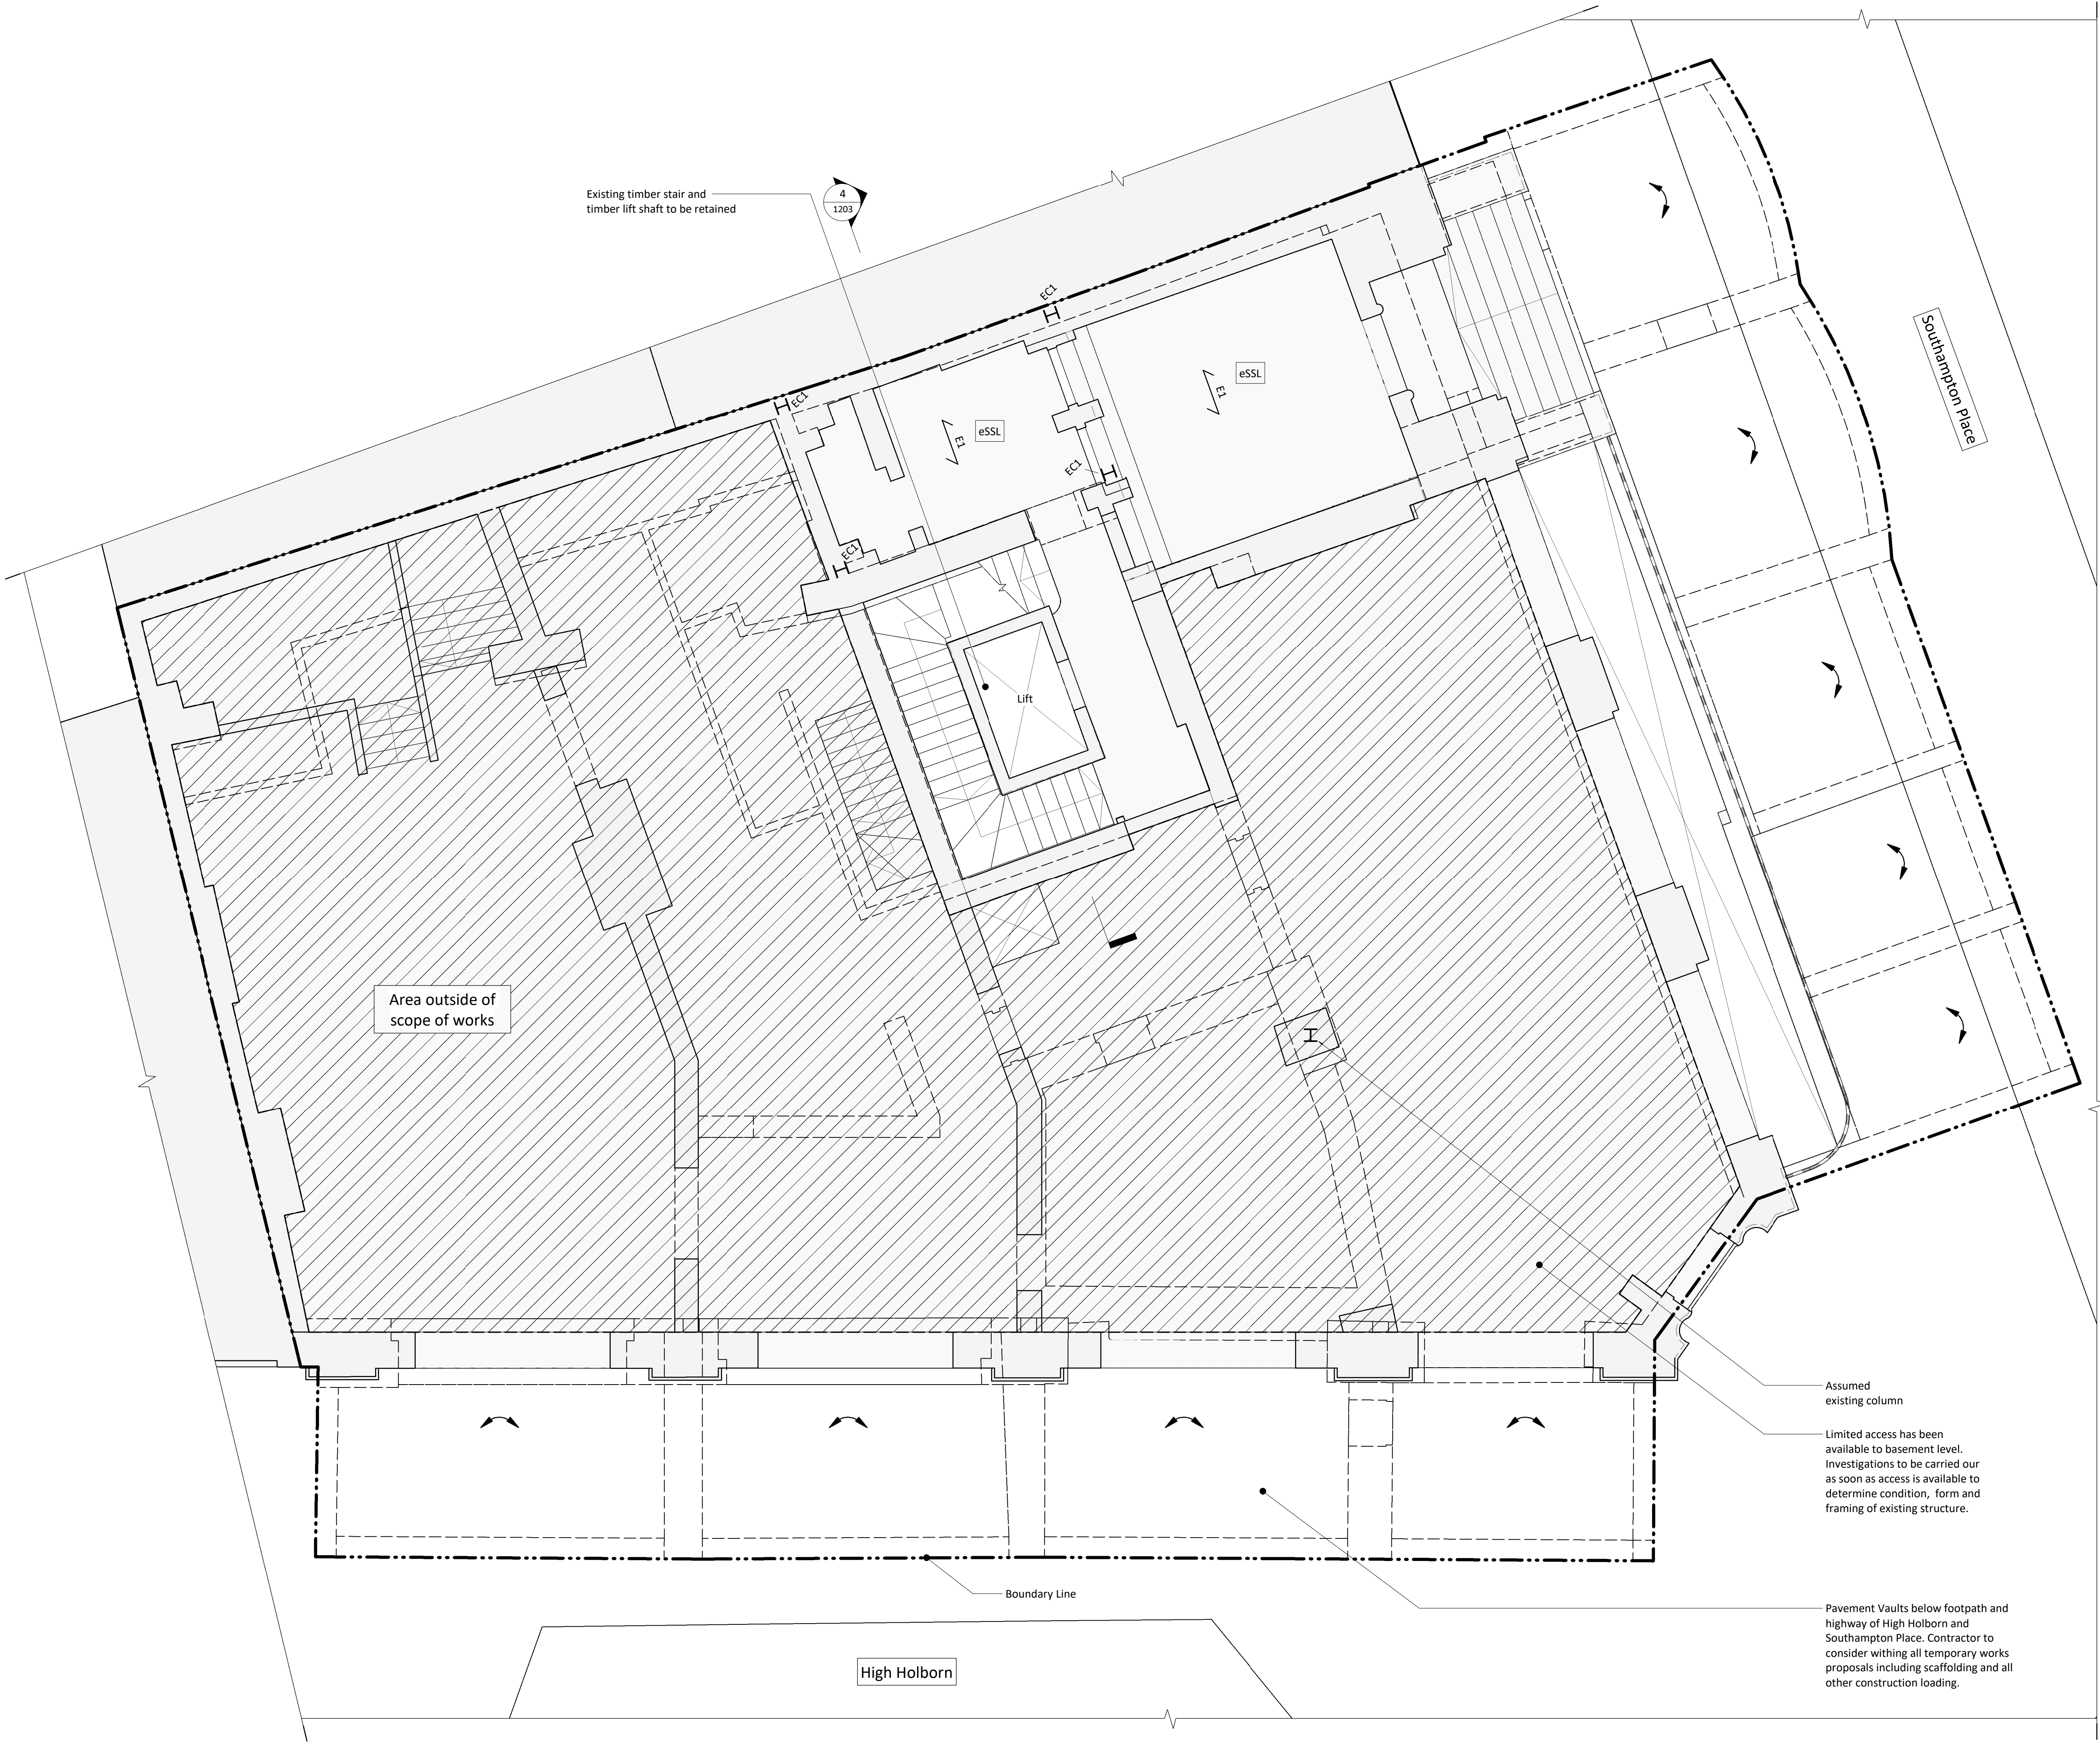 Existing timber stair and
timber lift shaft to be retained
4
1203
EC1
Southampton Place
eSSL
E1
EC1
eSSL
E1
EC1
EC1
Lift
Area outside of
scope of works
Assumed
existing column
Limited access has been
available to basement level.
Investigations to be carried our
as soon as access is available to
determine condition, form and
framing of existing structure.
Boundary Line
Pavement Vaults below footpath and
highway of High Holborn and
Southampton Place. Contractor to
consider withing all temporary works
proposals including scaffolding and all
other construction loading.
High Holborn